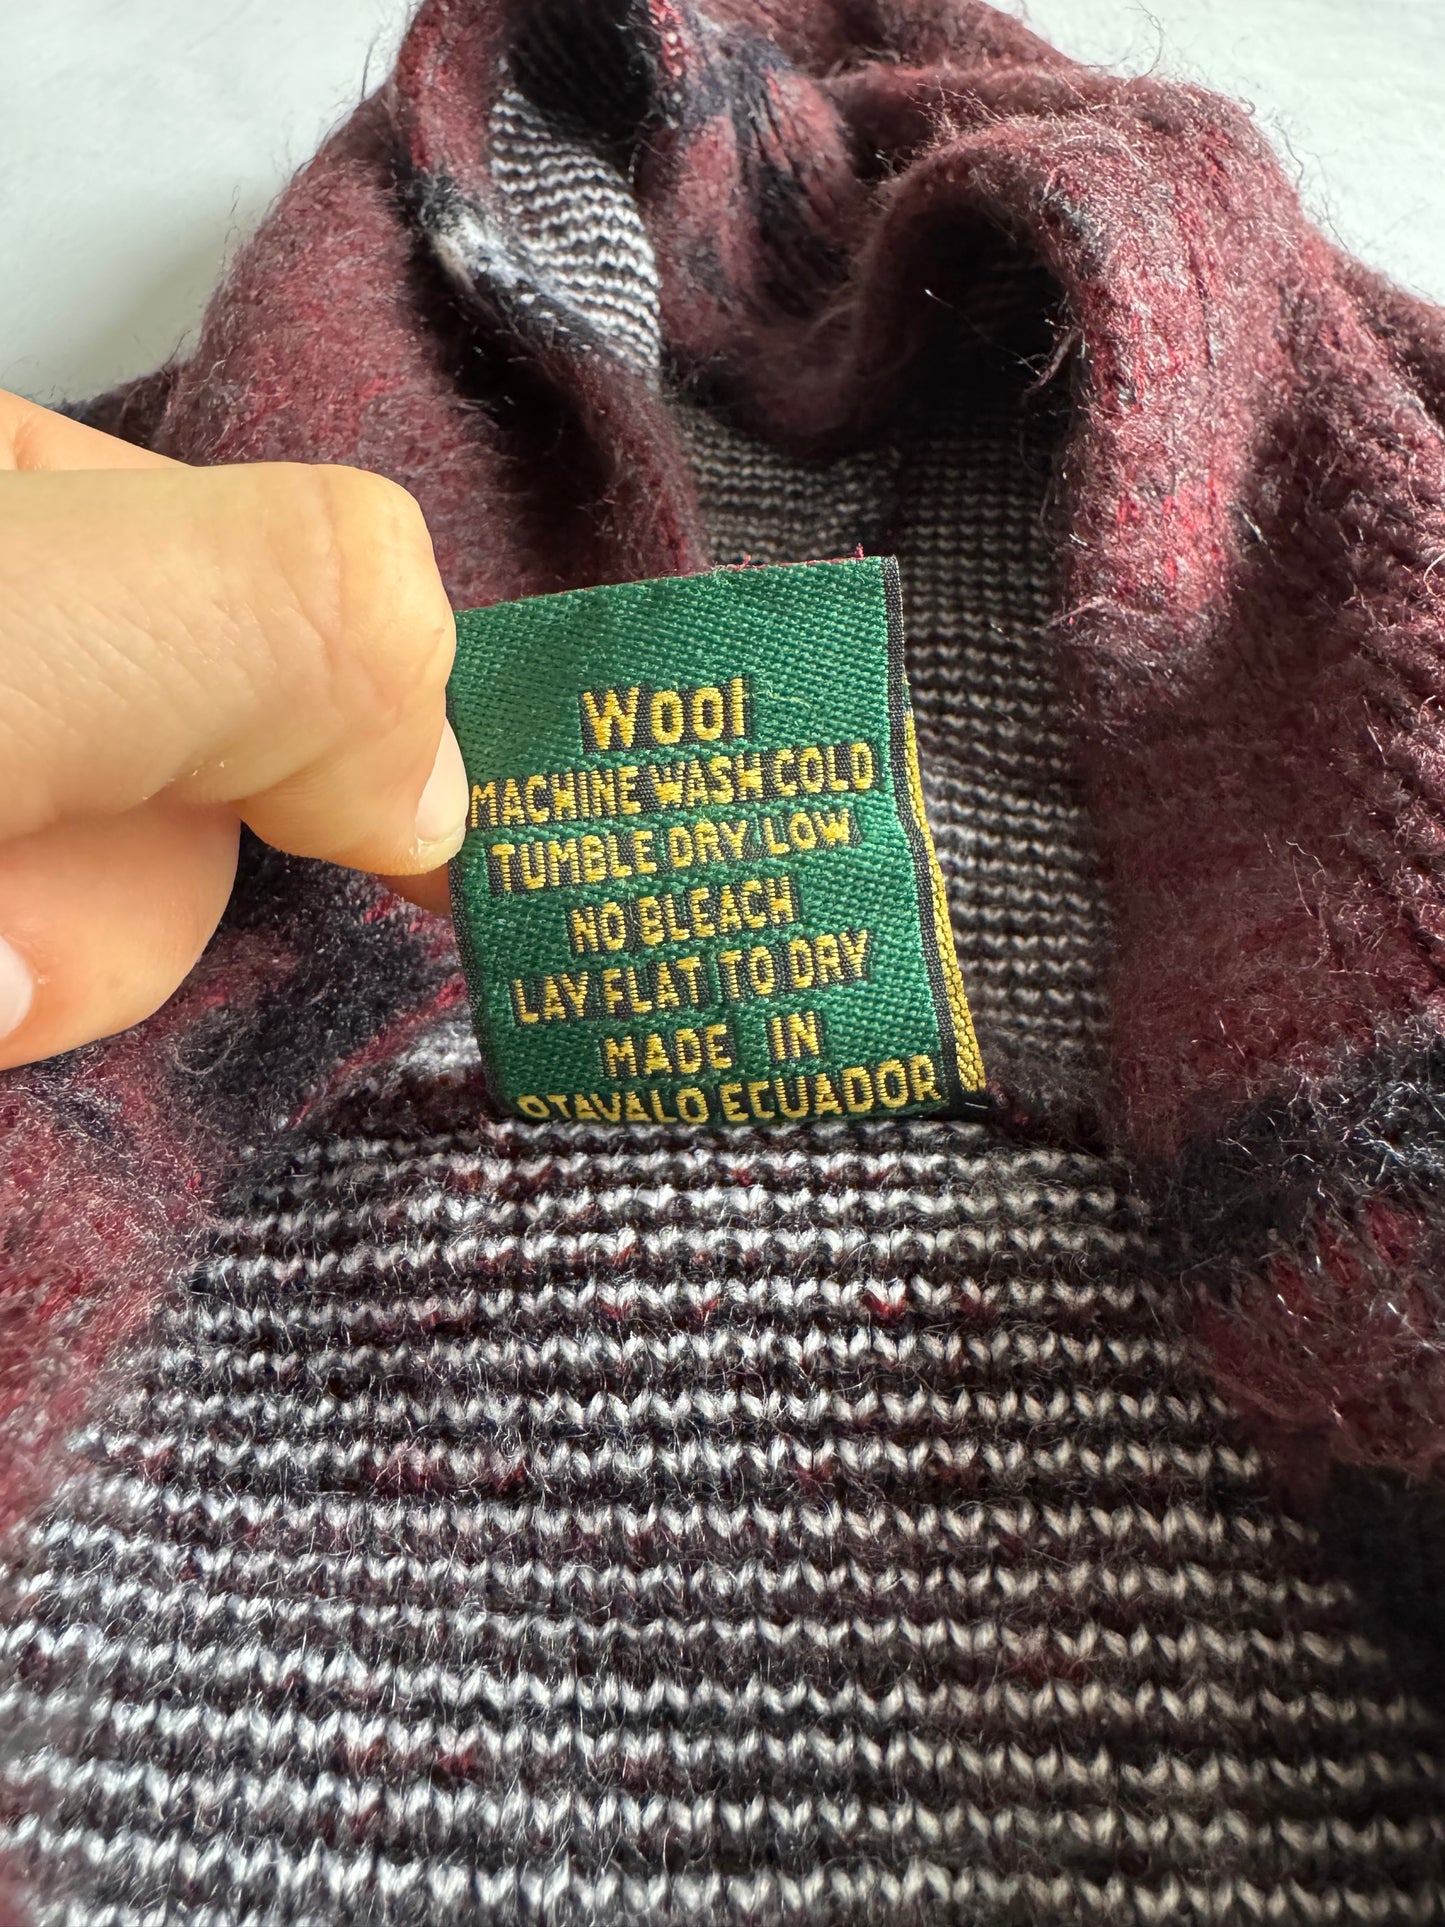 Wool
MACHINE WASH COLD
TUMBLE DRY LOW
NO BLEACH
LAY FLAT TO DRY
MADE IN
OTAVALO ECUADOR